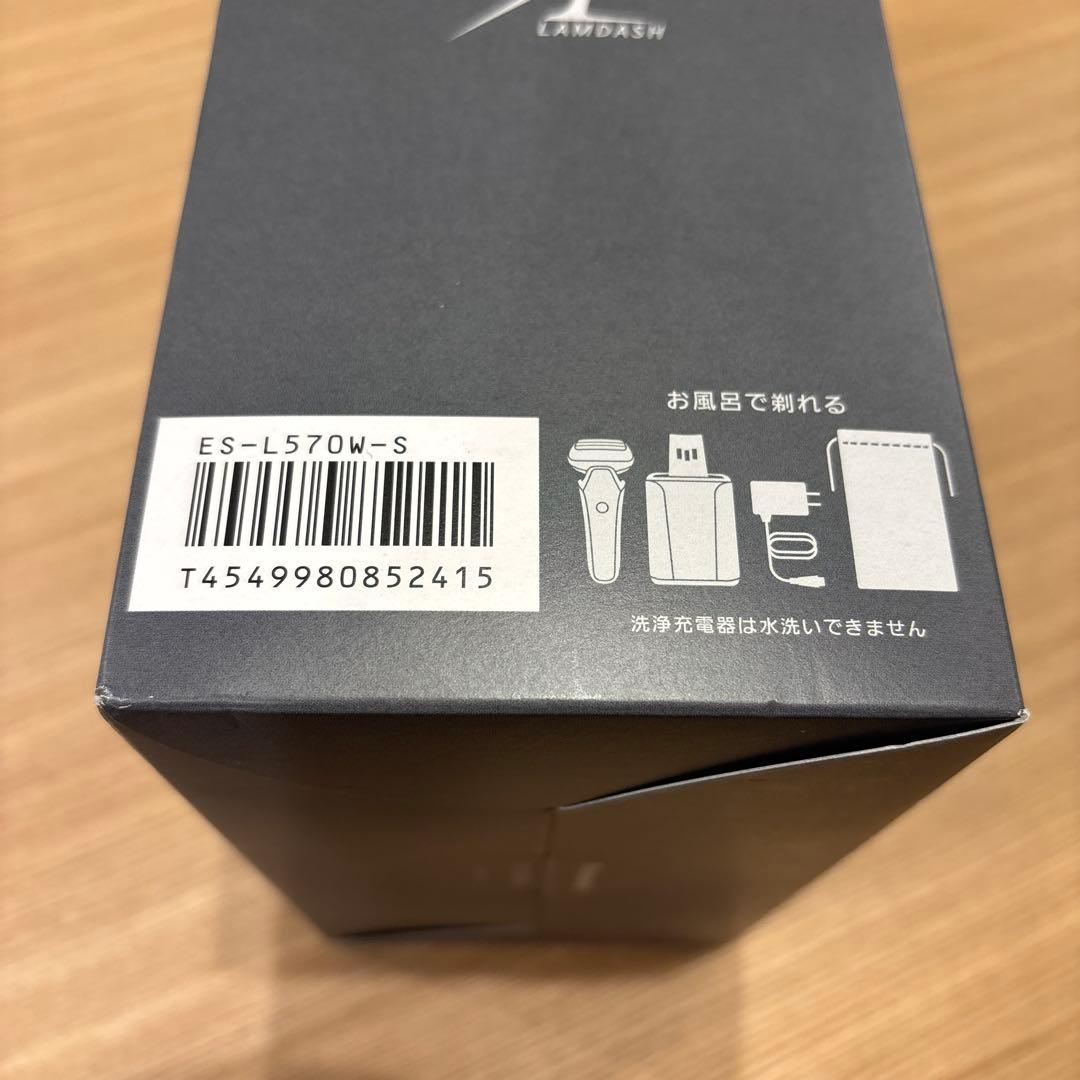 LAMDASH
お風呂で剃れる
ES-L570W-S
T4549980852415
洗浄充電器は水洗いできません